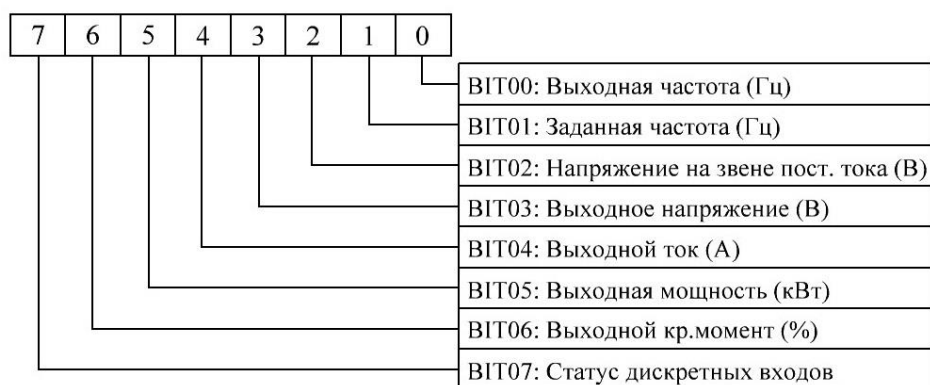 7 6 5 4 3 2 1 0
BIT00: Выходная частота (Гц)
BIT01: Заданная частота (Гц)
BIT02: Напряжение на звене пост. тока (В)
BIT03: Выходное напряжение (В)
BIT04: Выходной ток (А)
BIT05: Выходная мощность (кВт)
BIT06: Выходной кр.момент (%)
BIT07: Статус дискретных входов